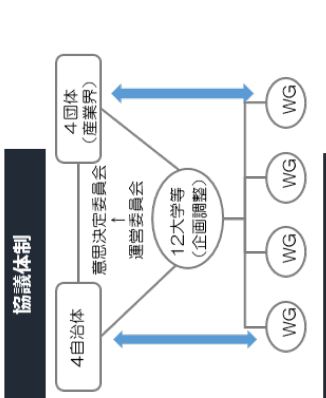 協議体制
4自治体
意思決定委員会
↑
運営委員会
4団体
（産業界）
12大学等
（企画調整）
WG
WG
WG
WG